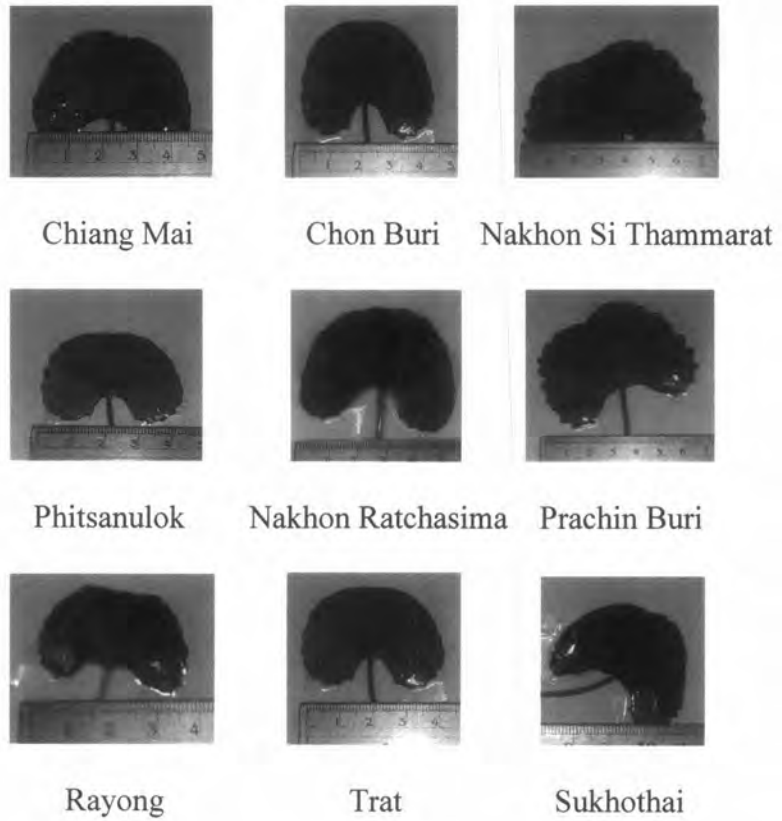 Chiang Mai Chon Buri Nakhon Si Thammarat
Phitsanulok Nakhon Ratchasima Prachin Buri
Rayong Trat Sukhothai